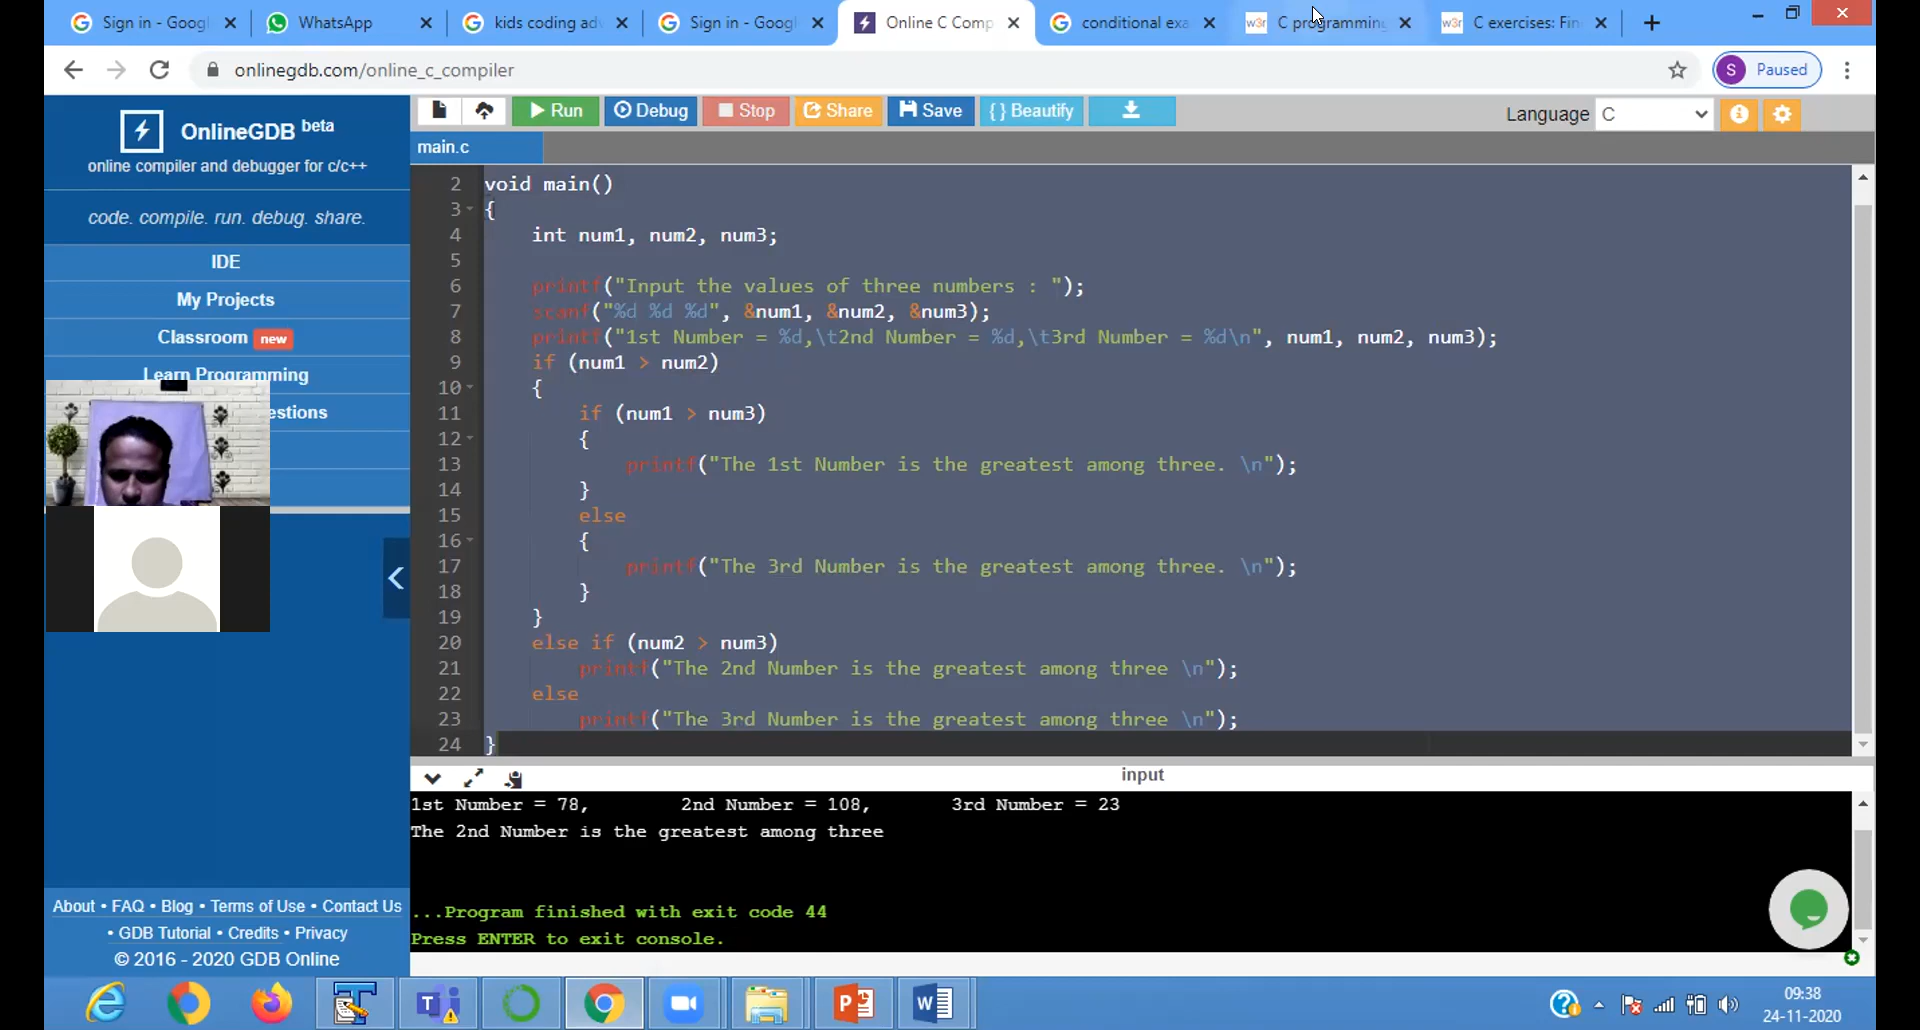 Sign in - Googl
WhatsApp
kids coding adv
Sign in - Googl
Online C Comp
conditional exa
w3r C programming
w3r C exercises: Fin
onlinegdb.com/online_c_compiler
S Paused
OnlineGDB beta
online compiler and debugger for c/c++
code. compile. run. debug. share.
IDE
My Projects
Classroom new
Learn Programming
estions
About • FAQ • Blog • Terms of Use • Contact Us
• GDB Tutorial • Credits • Privacy
© 2016 - 2020 GDB Online
Run Debug Stop Share Save { } Beautify
Language C
main.c
2 void main()
3 {
4 int num1, num2, num3;
5
6 printf("Input the values of three numbers : ");
7 scanf("%d %d %d", &num1, &num2, &num3);
8 printf("1st Number = %d,\t2nd Number = %d,\t3rd Number = %d\n", num1, num2, num3);
9 if (num1 > num2)
10 {
11 if (num1 > num3)
12 {
13 printf("The 1st Number is the greatest among three. \n");
14 }
15 else
16 {
17 printf("The 3rd Number is the greatest among three. \n");
18 }
19 }
20 else if (num2 > num3)
21 printf("The 2nd Number is the greatest among three \n");
22 else
23 printf("The 3rd Number is the greatest among three \n");
24 }
input
1st Number = 78, 2nd Number = 108, 3rd Number = 23
The 2nd Number is the greatest among three
...Program finished with exit code 44
Press ENTER to exit console.
09:38
24-11-2020